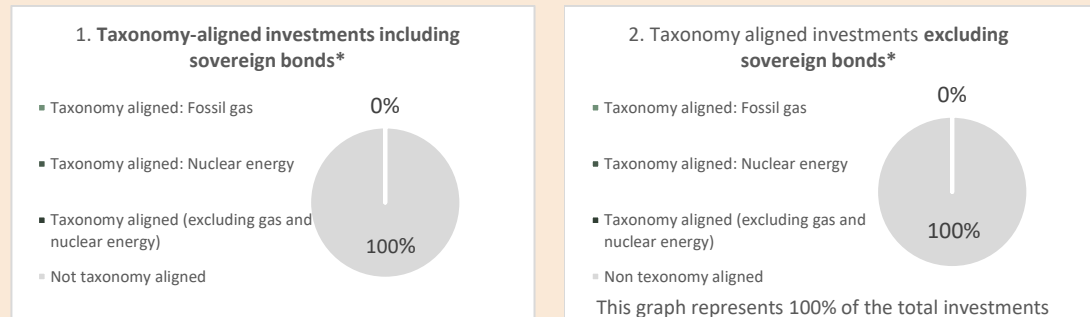 1. Taxonomy-aligned investments including
sovereign bonds*
Taxonomy aligned: Fossil gas
Taxonomy aligned: Nuclear energy
Taxonomy aligned (excluding gas and
nuclear energy)
Not taxonomy aligned
0%
100%
2. Taxonomy aligned investments excluding
sovereign bonds*
Taxonomy aligned: Fossil gas
Taxonomy aligned: Nuclear energy
Taxonomy aligned (excluding gas and
nuclear energy)
Non texonomy aligned
0%
100%
This graph represents 100% of the total investments